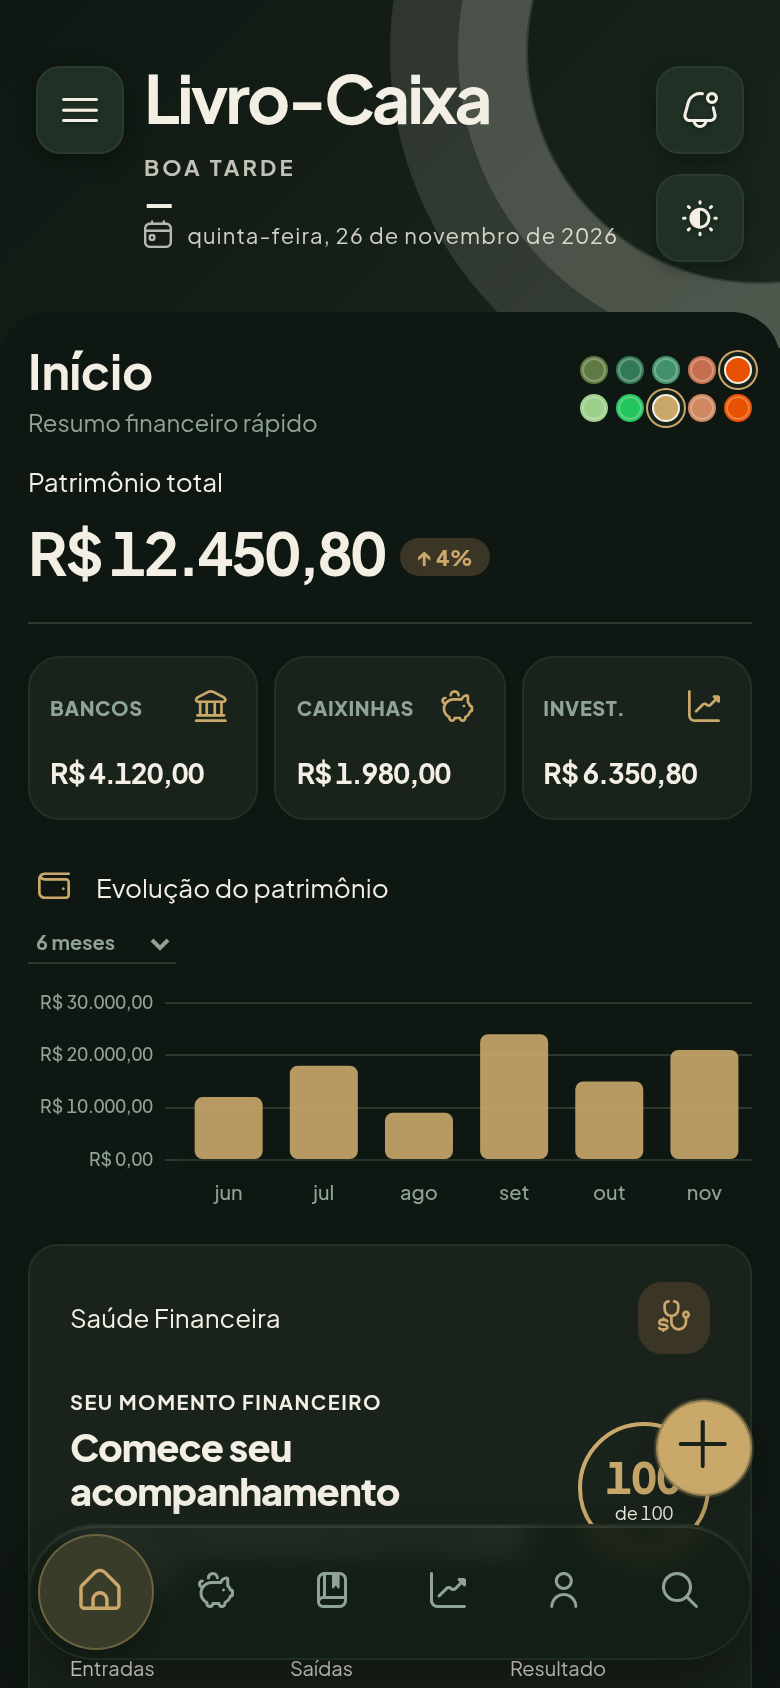 Livro-Caixa
BOA TARDE
quinta-feira, 26 de novembro de 2026
Início
Resumo financeiro rápido
Patrimônio total
R$ 12.450,80
↑ 4%
BANCOS
R$ 4.120,00
CAIXINHAS
R$ 1.980,00
INVEST.
R$ 6.350,80
Evolução do patrimônio
6 meses
R$ 30.000,00
R$ 20.000,00
R$ 10.000,00
R$ 0,00
jun jul ago set out nov
Saúde Financeira
SEU MOMENTO FINANCEIRO
Comece seu
acompanhamento
100
de 100
Entradas Saídas Resultado